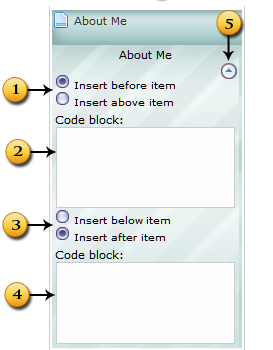 About Me
5
About Me
1
Insert before item
Insert above item
Code block:
2
3
Insert below item
Insert after item
Code block:
4